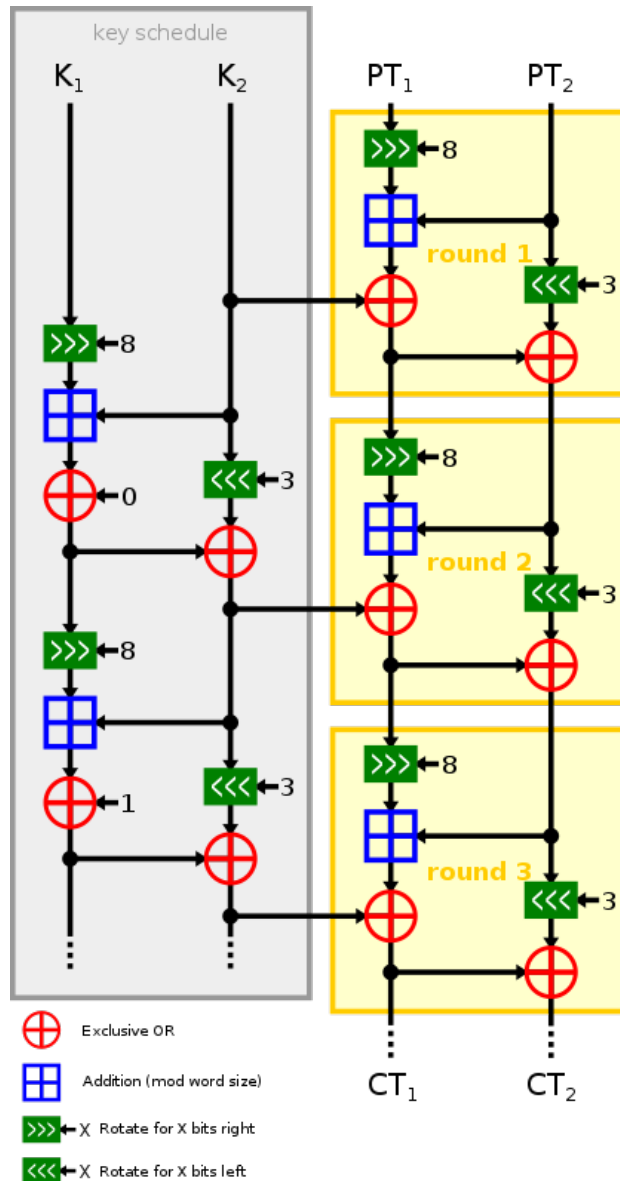 key schedule
K₁ K₂ PT₁ PT₂
>>> 8
round 1
<<< 3
>>> 8
>>> 8
0
<<< 3
round 2
<<< 3
>>> 8
>>> 8
1
<<< 3
round 3
<<< 3
CT₁ CT₂
Exclusive OR
Addition (mod word size)
>>> X Rotate for X bits right
<<< X Rotate for X bits left